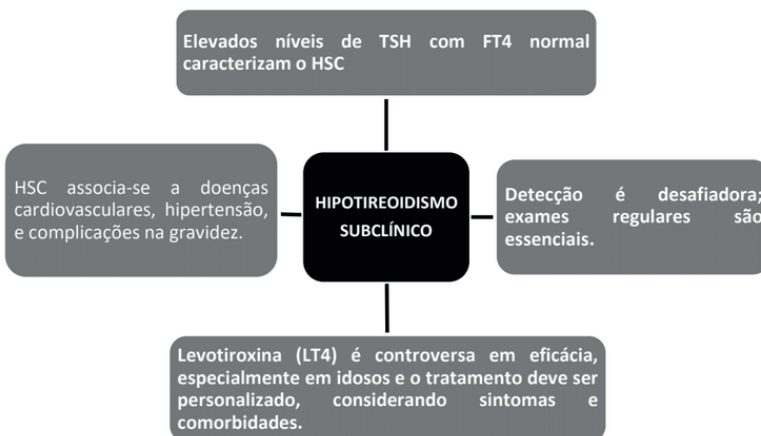 Elevados níveis de TSH com FT4 normal
caracterizam o HSC
HSC associa-se a doenças
cardiovasculares, hipertensão,
e complicações na gravidez.
HIPOTIREOIDISMO
SUBCLÍNICO
Detecção é desafiadora;
exames regulares são
essenciais.
Levotiroxina (LT4) é controversa em eficácia,
especialmente em idosos e o tratamento deve ser
personalizado, considerando sintomas e
comorbidades.